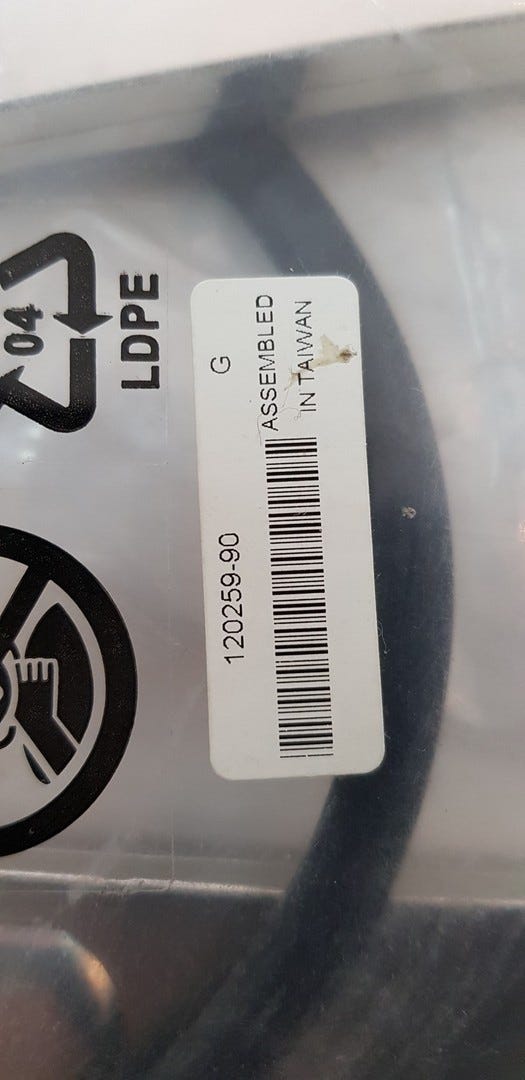 04
LDPE
120259-90
G
ASSEMBLED
IN TAIWAN